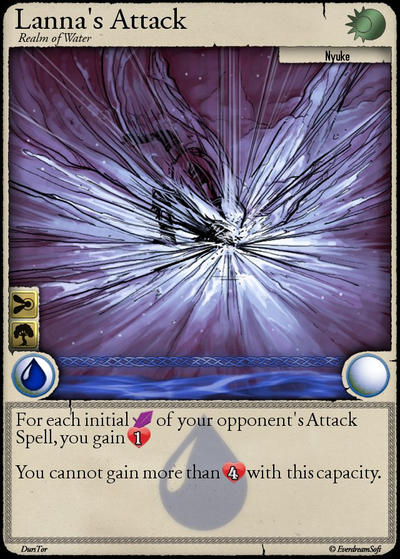 Lanna's Attack
Realm of Water
Nyuke
For each initial of your opponent's Attack
Spell, you gain 1
You cannot gain more than 4 with this capacity.
DursTor
© EverdreamSoft